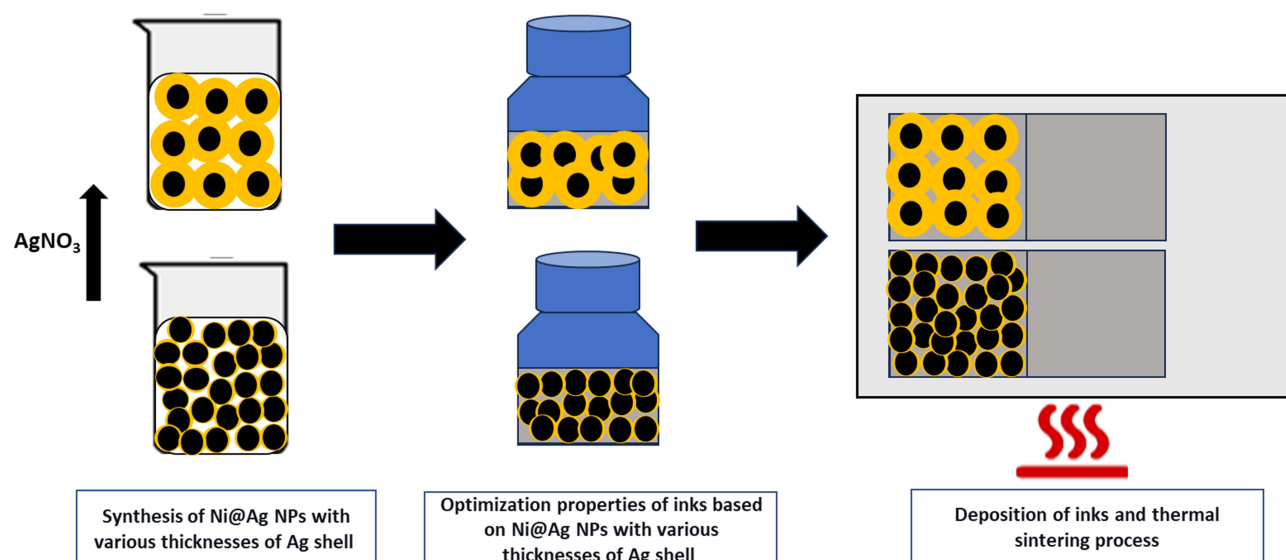 AgNO₃
Synthesis of Ni@Ag NPs with
various thicknesses of Ag shell
Optimization properties of inks based
on Ni@Ag NPs with various
thicknesses of Ag shell
Deposition of inks and thermal
sintering process